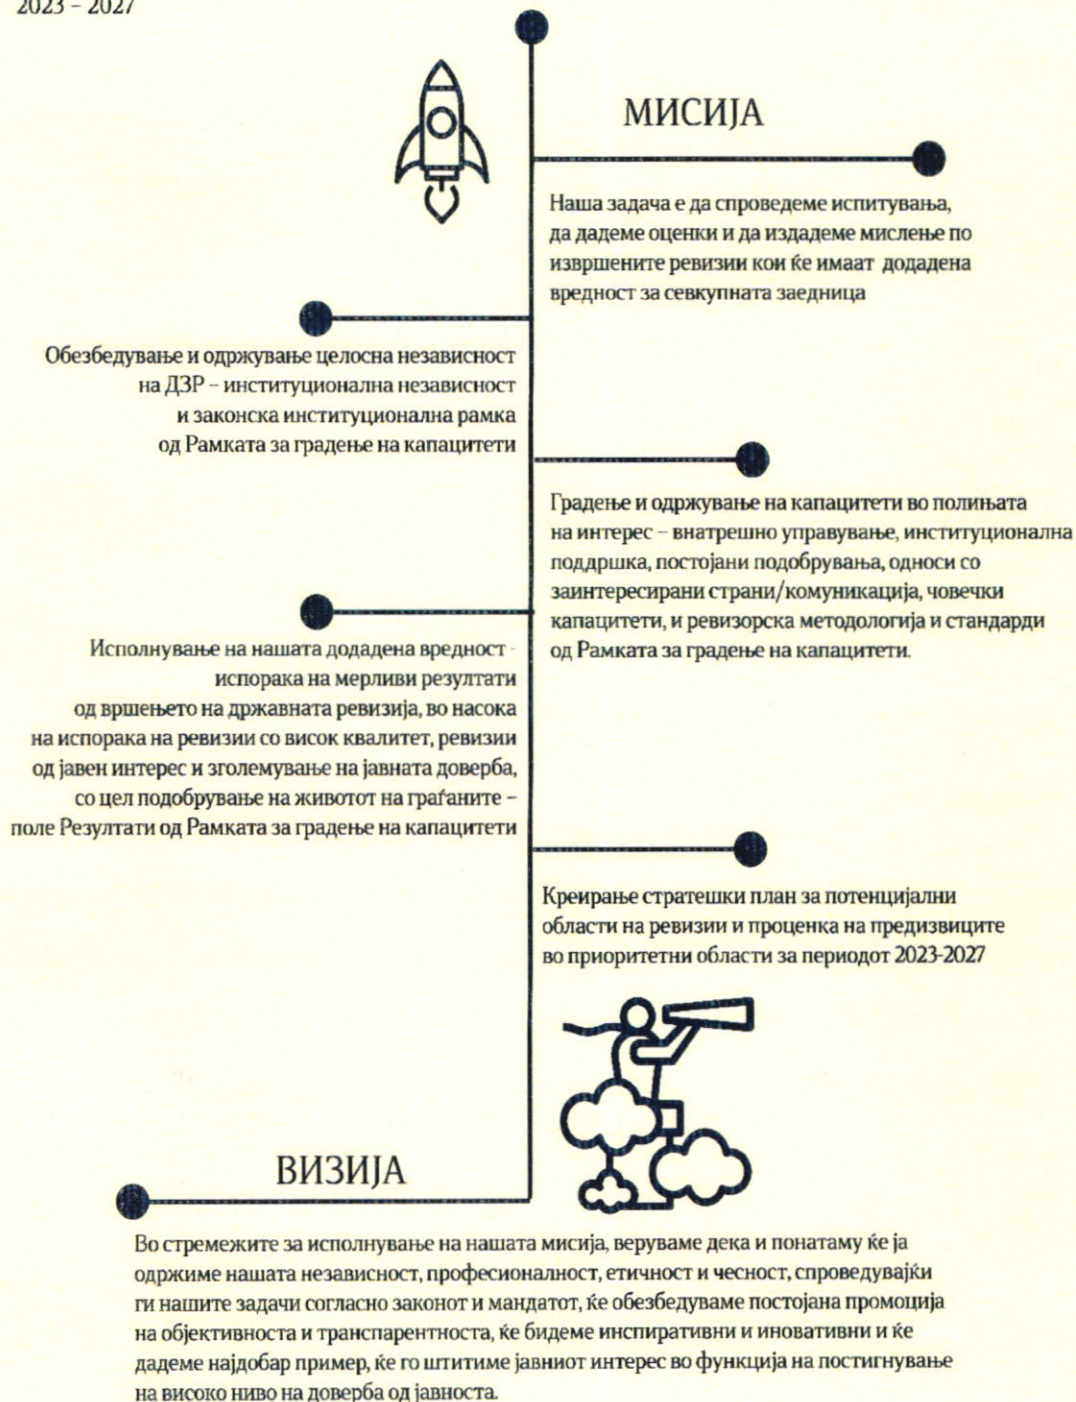 2023 – 2027
МИСИЈА
Наша задача е да спроведеме испитувања,
да дадеме оценки и да издадеме мислење по
извршените ревизии кои ќе имаат додадена
вредност за севкупната заедница
Обезбедување и одржување целосна независност
на ДЗР – институционална независност
и законска институционална рамка
од Рамката за градење на капацитети
Градење и одржување на капацитети во полињата
на интерес – внатрешно управување, институционална
поддршка, постојани подобрувања, односи со
заинтересирани страни/комуникација, човечки
капацитети, и ревизорска методологија и стандарди
од Рамката за градење на капацитети.
Исполнување на нашата додадена вредност -
испорака на мерливи резултати
од вршењето на државната ревизија, во насока
на испорака на ревизии со висок квалитет, ревизии
од јавен интерес и зголемување на јавната доверба,
со цел подобрување на животот на граѓаните –
поле Резултати од Рамката за градење на капацитети
Креирање стратешки план за потенцијални
области на ревизии и проценка на предизвиците
во приоритетни области за периодот 2023-2027
ВИЗИЈА
Во стремежите за исполнување на нашата мисија, веруваме дека и понатаму ќе ја
одржиме нашата независност, професионалност, етичност и чесност, спроведувајќи
ги нашите задачи согласно законот и мандатот, ќе обезбедуваме постојана промоција
на објективноста и транспарентноста, ќе бидеме инспиративни и иновативни и ќе
дадеме најдобар пример, ќе го штитиме јавниот интерес во функција на постигнување
на високо ниво на доверба од јавноста.